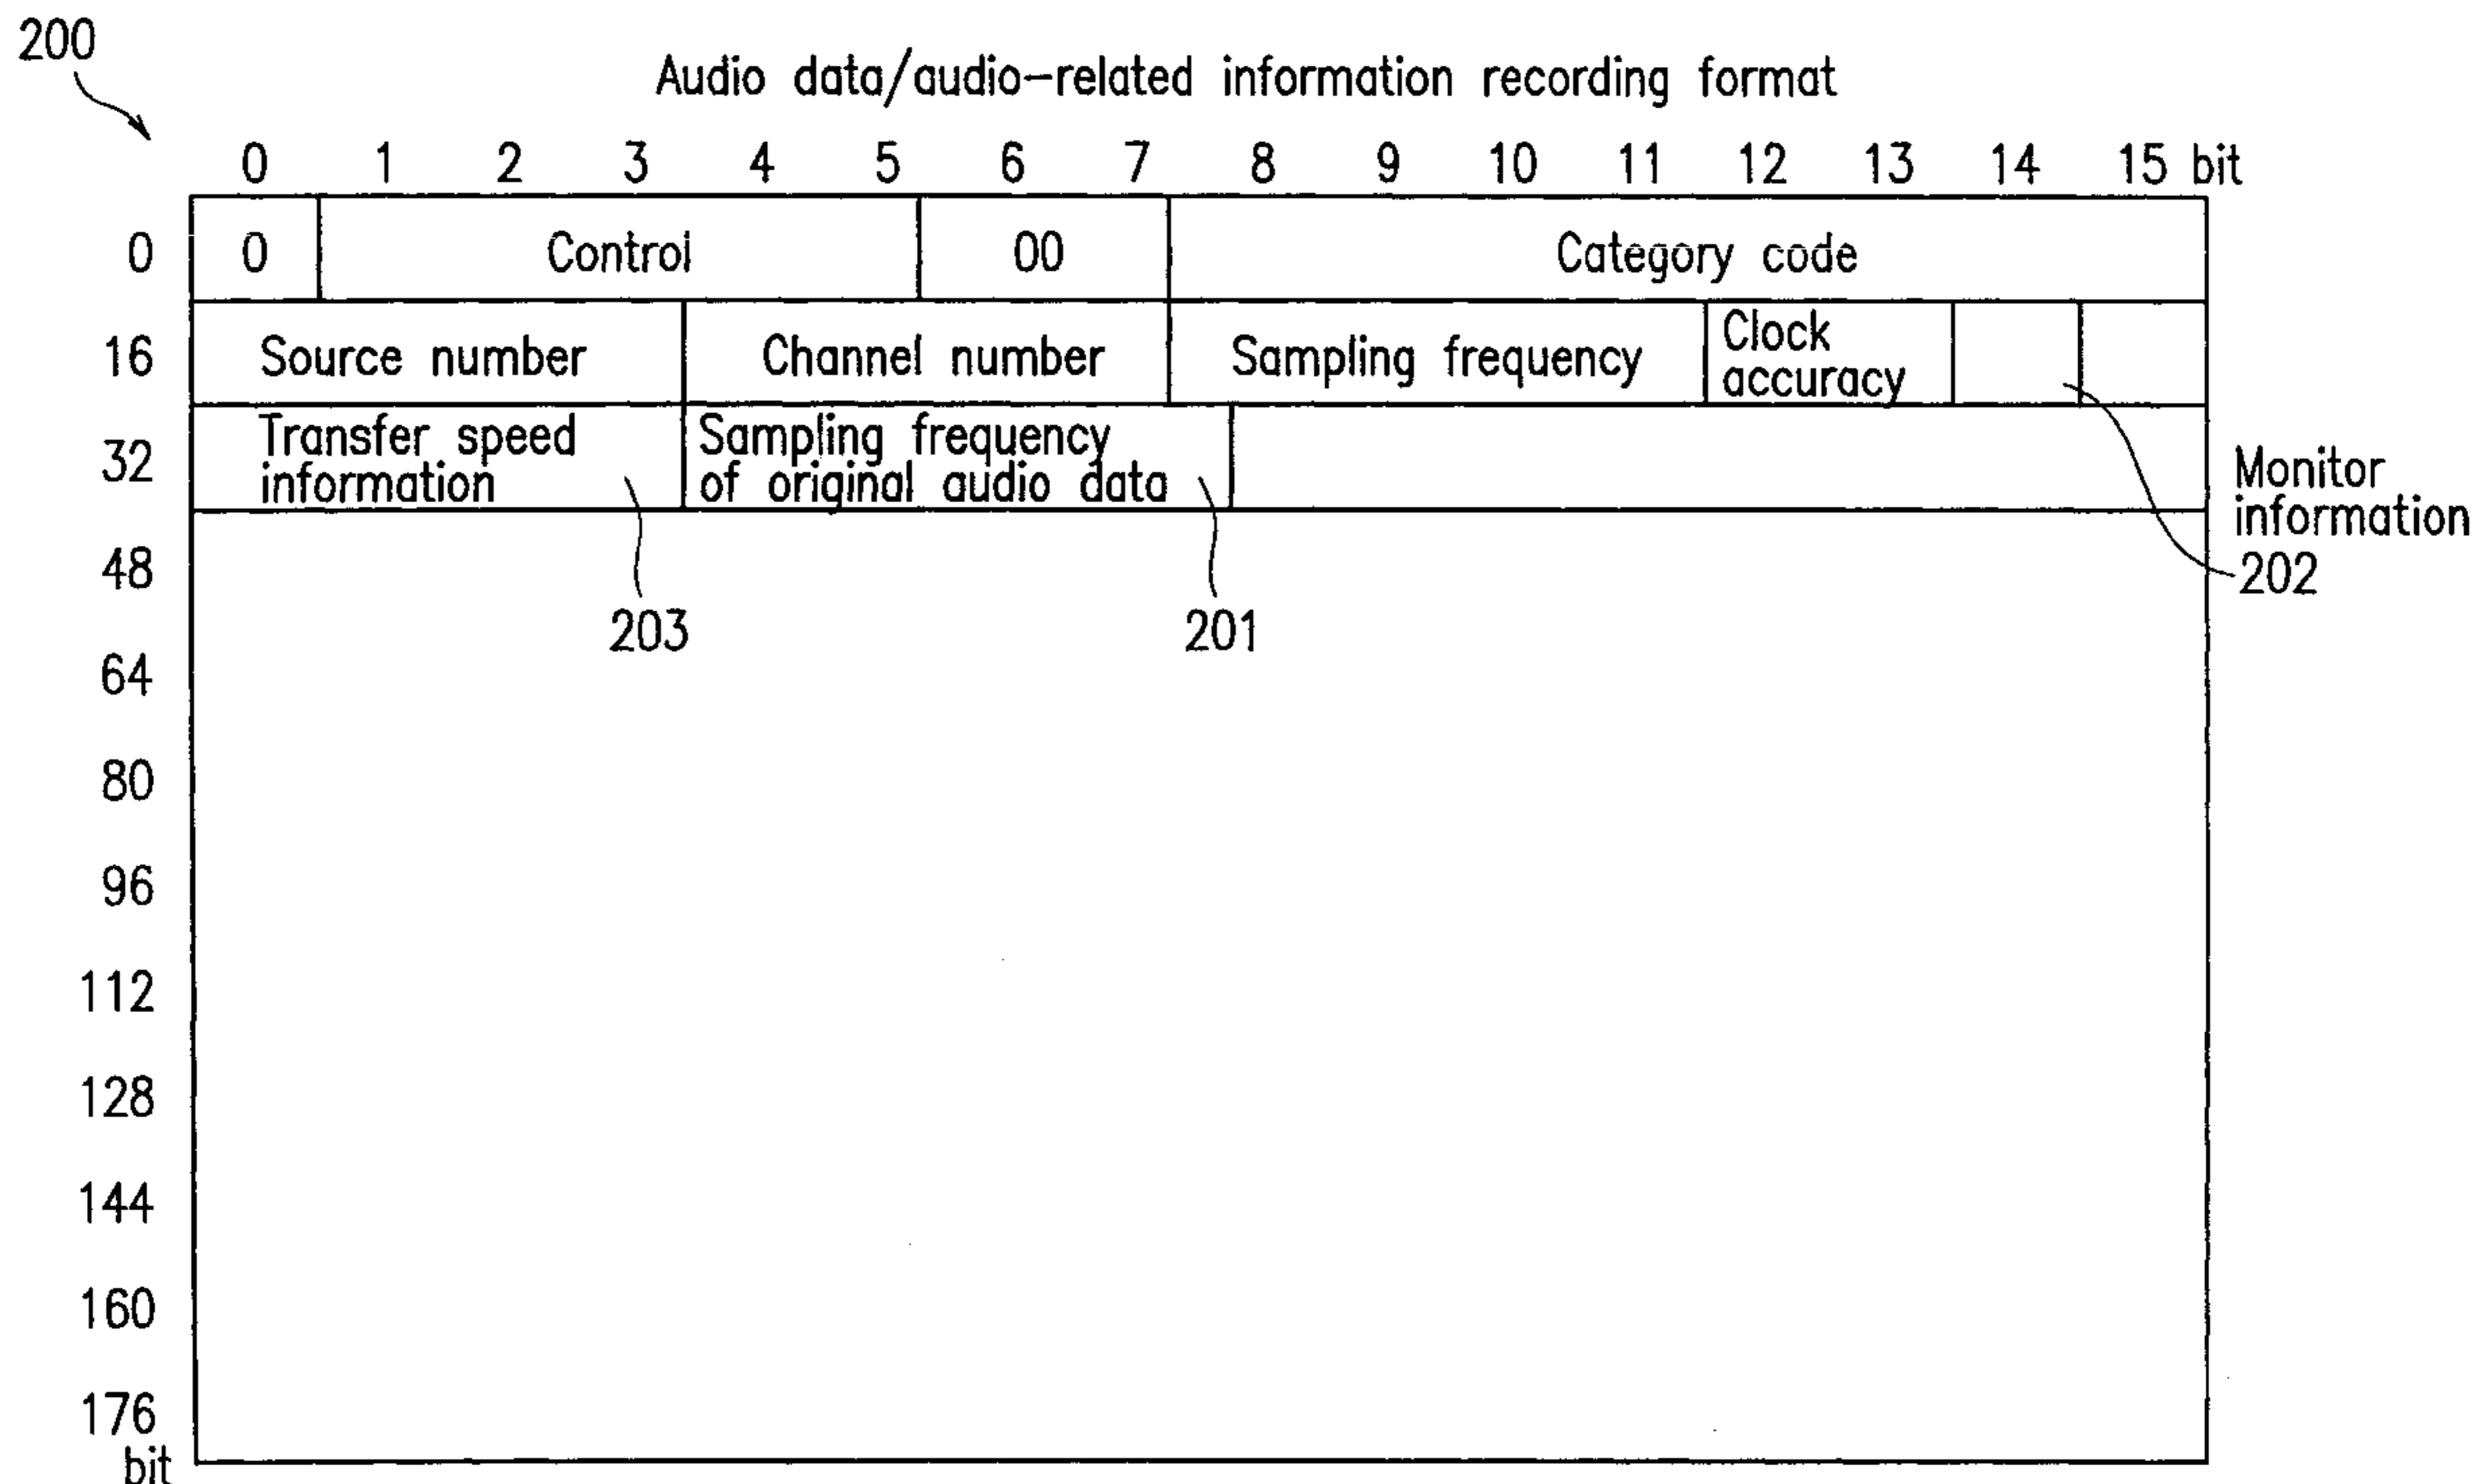 200
Audio data/audio-related information recording format
0 1 2 3 4 5 6 7 8 9 10 11 12 13 14 15 bit
0 0 Control 00 Category code
16 Source number Channel number Sampling frequency Clock accuracy
32 Transfer speed information Sampling frequency of original audio data
Monitor
information
202
48
203
201
64
80
96
112
128
144
160
176
bit